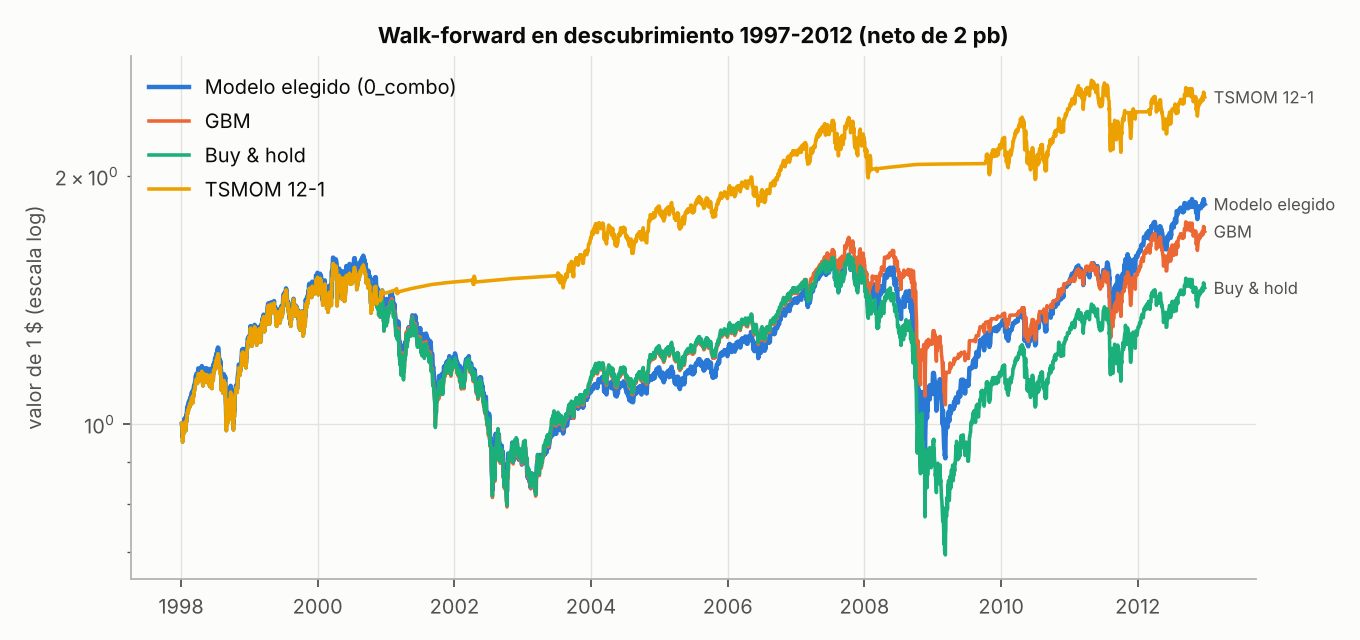 Walk-forward en descubrimiento 1997-2012 (neto de 2 pb)
Modelo elegido (0_combo)
GBM
Buy & hold
TSMOM 12-1
valor de 1 $ (escala log)
2 × 10⁰
10⁰
TSMOM 12-1
Modelo elegido
GBM
Buy & hold
1998 2000 2002 2004 2006 2008 2010 2012